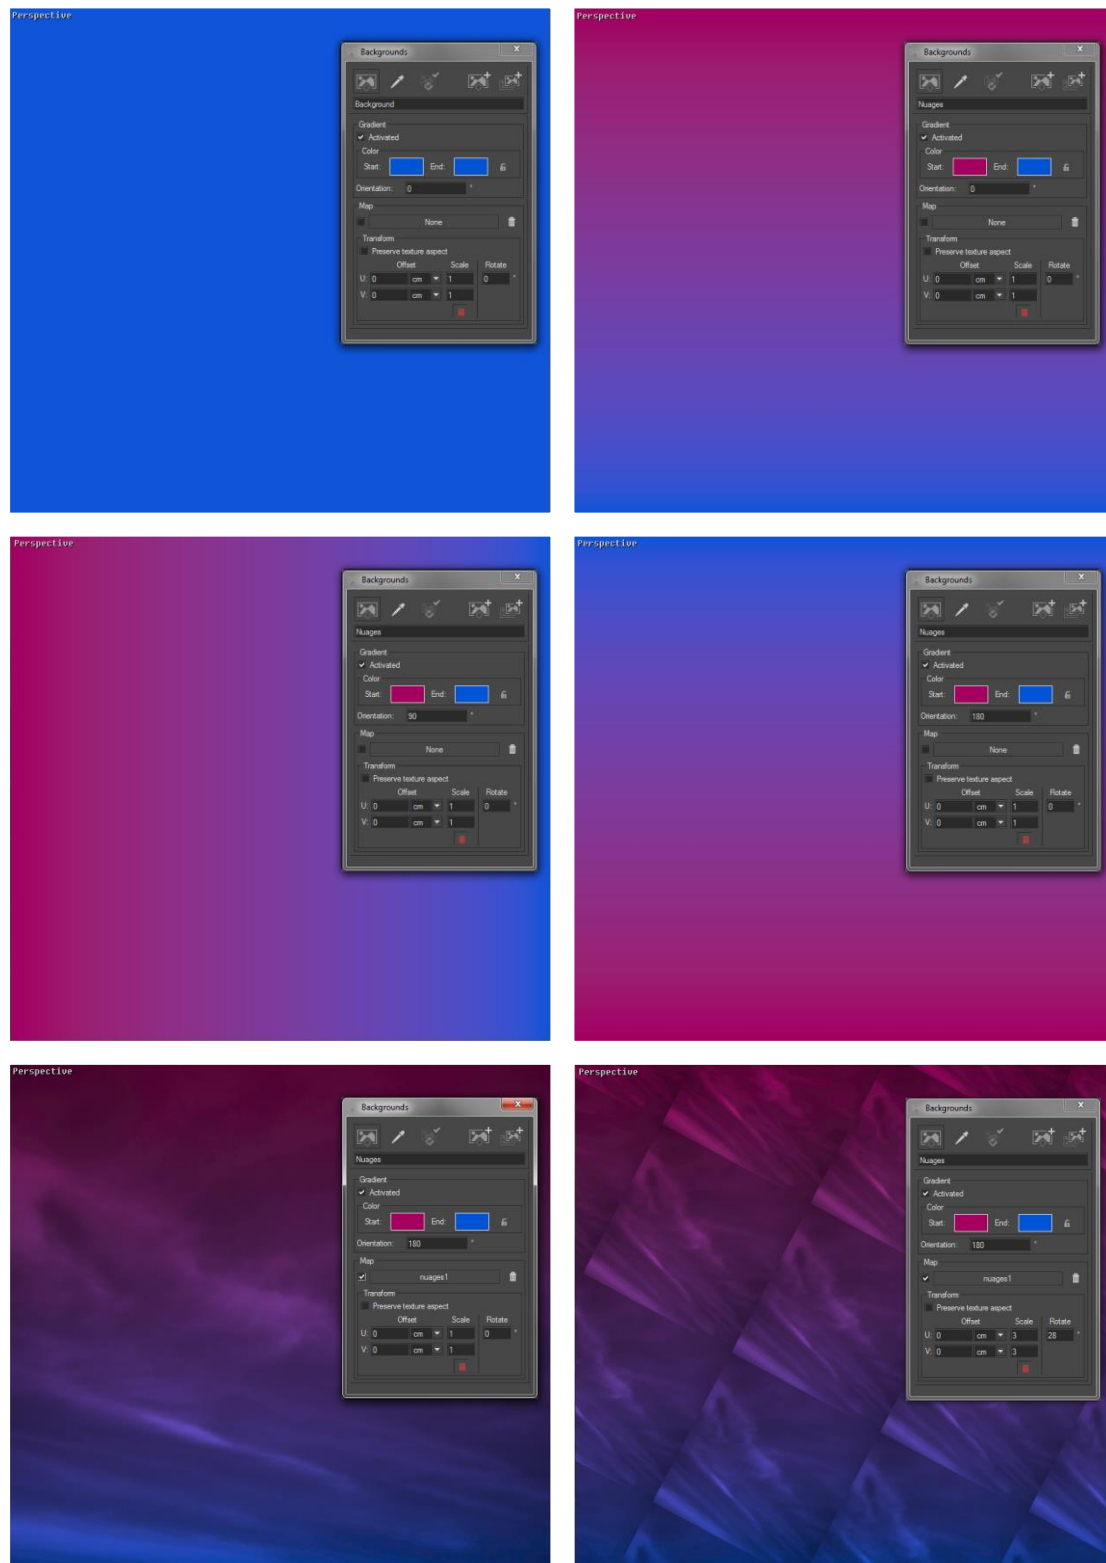 Perspective
Backgrounds x
Background
Gradient
Activated
Color
Start: End:
Orientation: 0 °
Map
None
Transform
Preserve texture aspect
Offset Scale Rotate
U: 0 cm 1 0 °
V: 0 cm 1
Perspective
Backgrounds x
Nuages
Gradient
Activated
Color
Start: End:
Orientation: 0 °
Map
None
Transform
Preserve texture aspect
Offset Scale Rotate
U: 0 cm 1 0 °
V: 0 cm 1
Perspective
Backgrounds x
Nuages
Gradient
Activated
Color
Start: End:
Orientation: 90 °
Map
None
Transform
Preserve texture aspect
Offset Scale Rotate
U: 0 cm 1 0 °
V: 0 cm 1
Perspective
Backgrounds x
Nuages
Gradient
Activated
Color
Start: End:
Orientation: 180 °
Map
None
Transform
Preserve texture aspect
Offset Scale Rotate
U: 0 cm 1 0 °
V: 0 cm 1
Perspective
Backgrounds x
Nuages
Gradient
Activated
Color
Start: End:
Orientation: 180 °
Map
nuages1
Transform
Preserve texture aspect
Offset Scale Rotate
U: 0 cm 1 0 °
V: 0 cm 1
Perspective
Backgrounds x
Nuages
Gradient
Activated
Color
Start: End:
Orientation: 180 °
Map
nuages1
Transform
Preserve texture aspect
Offset Scale Rotate
U: 0 cm 3 28 °
V: 0 cm 3